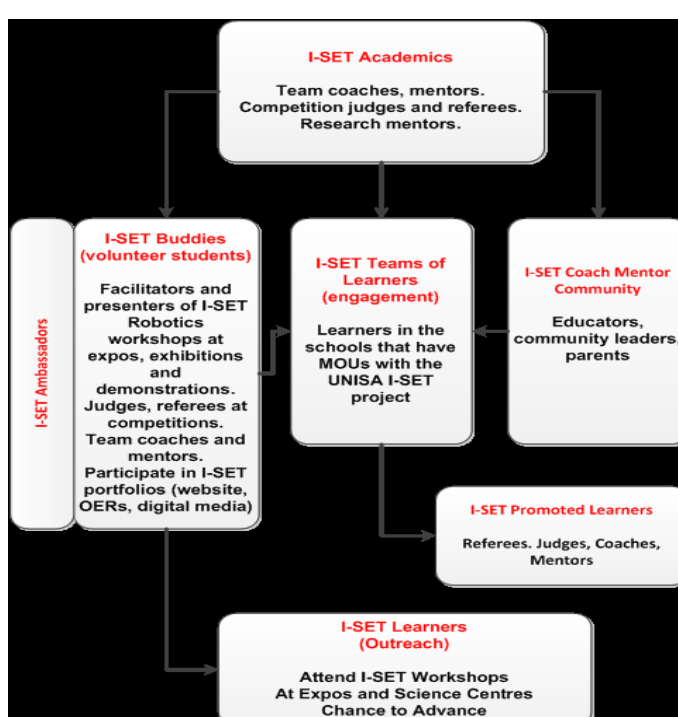 I-SET Academics
Team coaches, mentors.
Competition judges and referees.
Research mentors.
I-SET Ambassadors
I-SET Buddies
(volunteer students)
Facilitators and
presenters of I-SET
Robotics
workshops at
expos, exhibitions
and
demonstrations.
Judges, referees at
competitions.
Team coaches and
mentors.
Participate in I-SET
portfolios (website,
OERs, digital media)
I-SET Teams of
Learners
(engagement)
Learners in the
schools that have
MOUs with the
UNISA I-SET
project
I-SET Coach Mentor
Community
Educators,
community leaders,
parents
I-SET Promoted Learners
Referees. Judges, Coaches,
Mentors
I-SET Learners
(Outreach)
Attend I-SET Workshops
At Expos and Science Centres
Chance to Advance